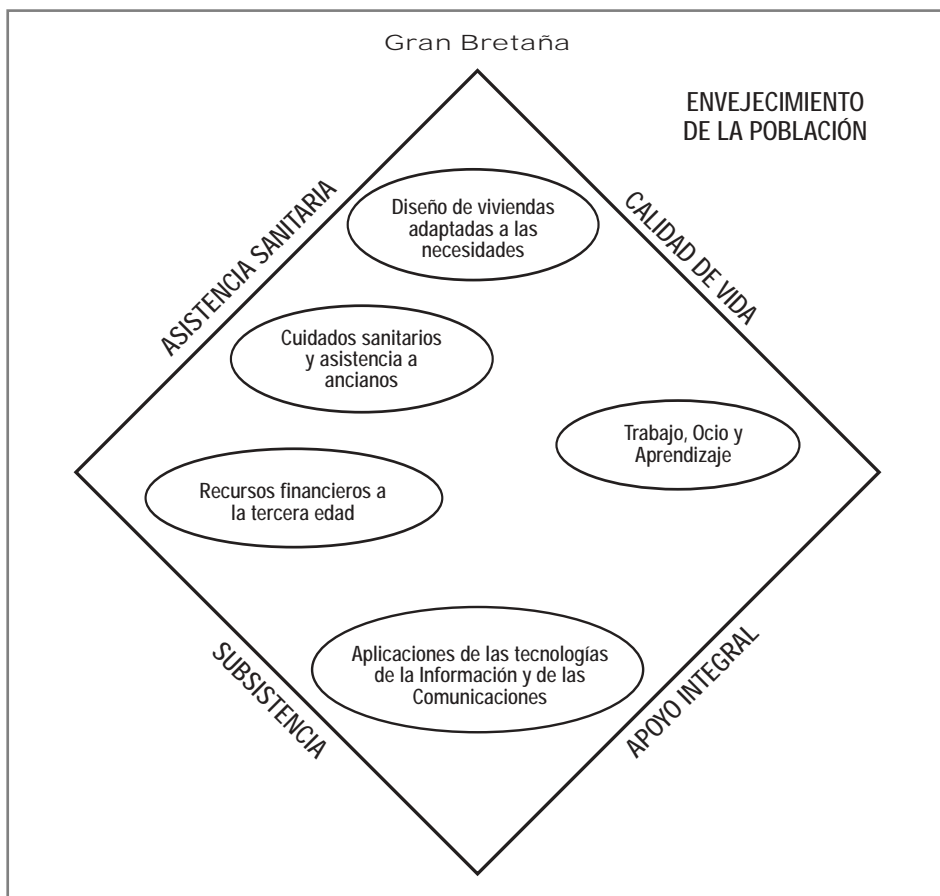 Gran Bretaña
ENVEJECIMIENTO
DE LA POBLACIÓN
ASISTENCIA SANITARIA
CALIDAD DE VIDA
Diseño de viviendas
adaptadas a las
necesidades
Cuidados sanitarios
y asistencia a
ancianos
Trabajo, Ocio y
Aprendizaje
Recursos financieros a
la tercera edad
Aplicaciones de las tecnologías
de la Información y de las
Comunicaciones
SUBSISTENCIA
APOYO INTEGRAL